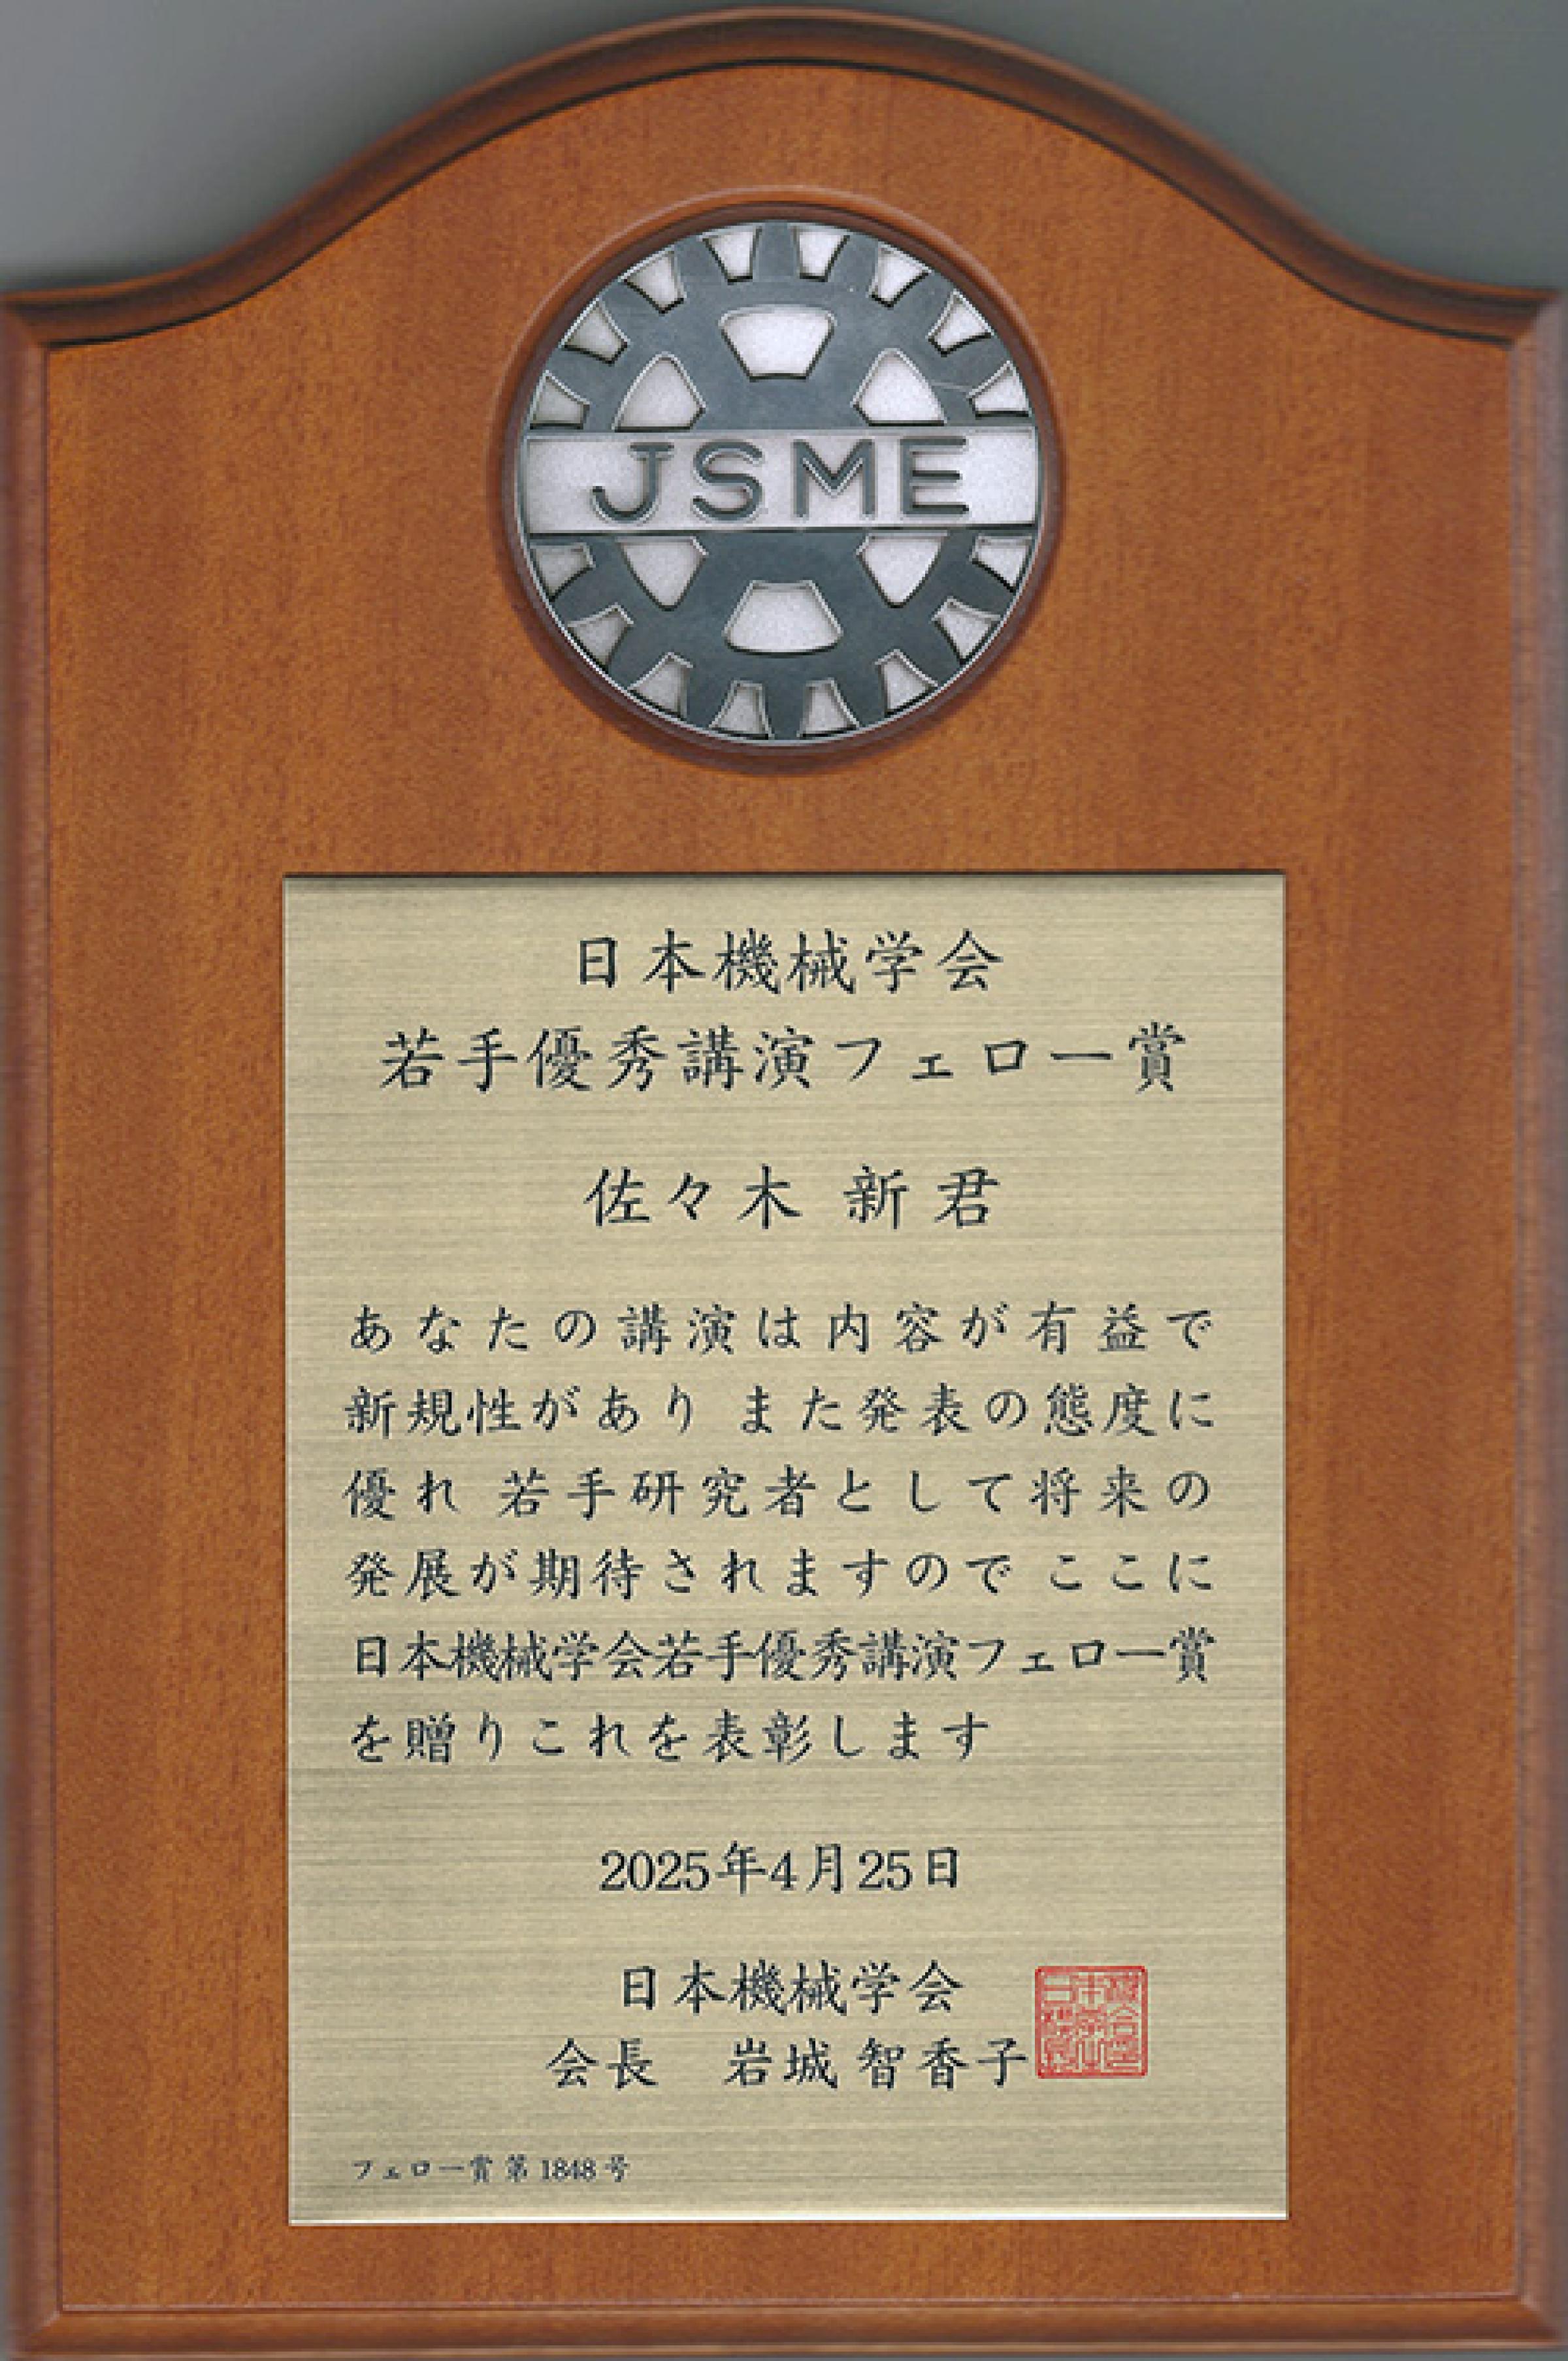 JSME
日本機械学会
若手優秀講演フェロー賞
佐々木 新 君
あなたの講演は内容が有益で
新規性があり また発表の態度に
優れ 若手研究者として将来の
発展が期待されますので ここに
日本機械学会若手優秀講演フェロー賞
を贈りこれを表彰します
2025年4月25日
日本機械学会
会長 岩城 智香子
フェロー賞 第 1848 号